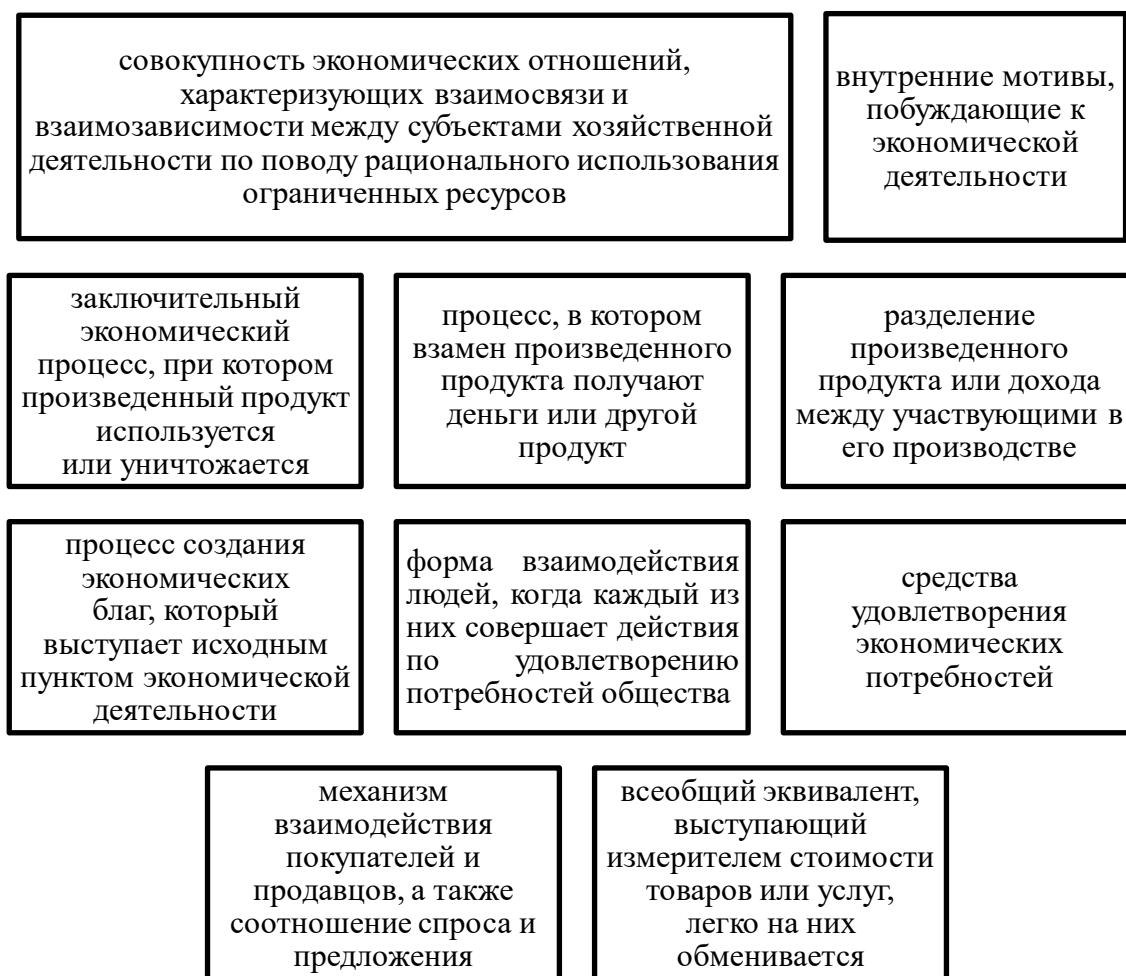 совокупность экономических отношений,
характеризующих взаимосвязи и
взаимозависимости между субъектами хозяйственной
деятельности по поводу рационального использования
ограниченных ресурсов
внутренние мотивы,
побуждающие к
экономической
деятельности
заключительный
экономический
процесс, при котором
произведенный продукт
используется
или уничтожается
процесс, в котором
взамен произведенного
продукта получают
деньги или другой
продукт
разделение
произведенного
продукта или дохода
между участвующими в
его производстве
процесс создания
экономических
благ, который
выступает исходным
пунктом экономической
деятельности
форма взаимодействия
людей, когда каждый из
них совершает действия
по удовлетворению
потребностей общества
средства
удовлетворения
экономических
потребностей
механизм
взаимодействия
покупателей и
продавцов, а также
соотношение спроса и
предложения
всеобщий эквивалент,
выступающий
измерителем стоимости
товаров или услуг,
легко на них
обменивается